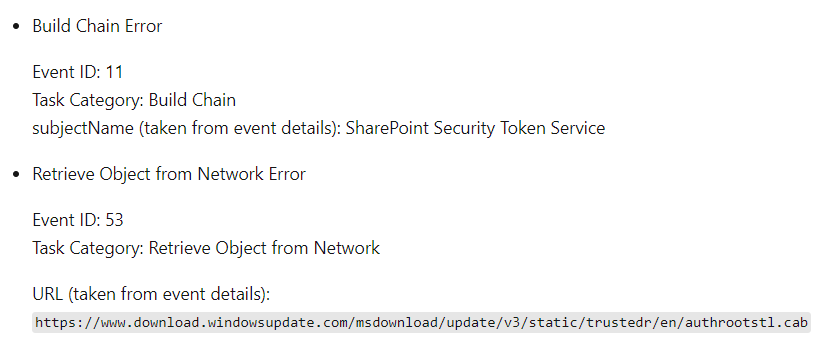 Build Chain Error
Event ID: 11
Task Category: Build Chain
subjectName (taken from event details): SharePoint Security Token Service
Retrieve Object from Network Error
Event ID: 53
Task Category: Retrieve Object from Network
URL (taken from event details):
https://www.download.windowsupdate.com/msdownload/update/v3/static/trustedr/en/authrootstl.cab